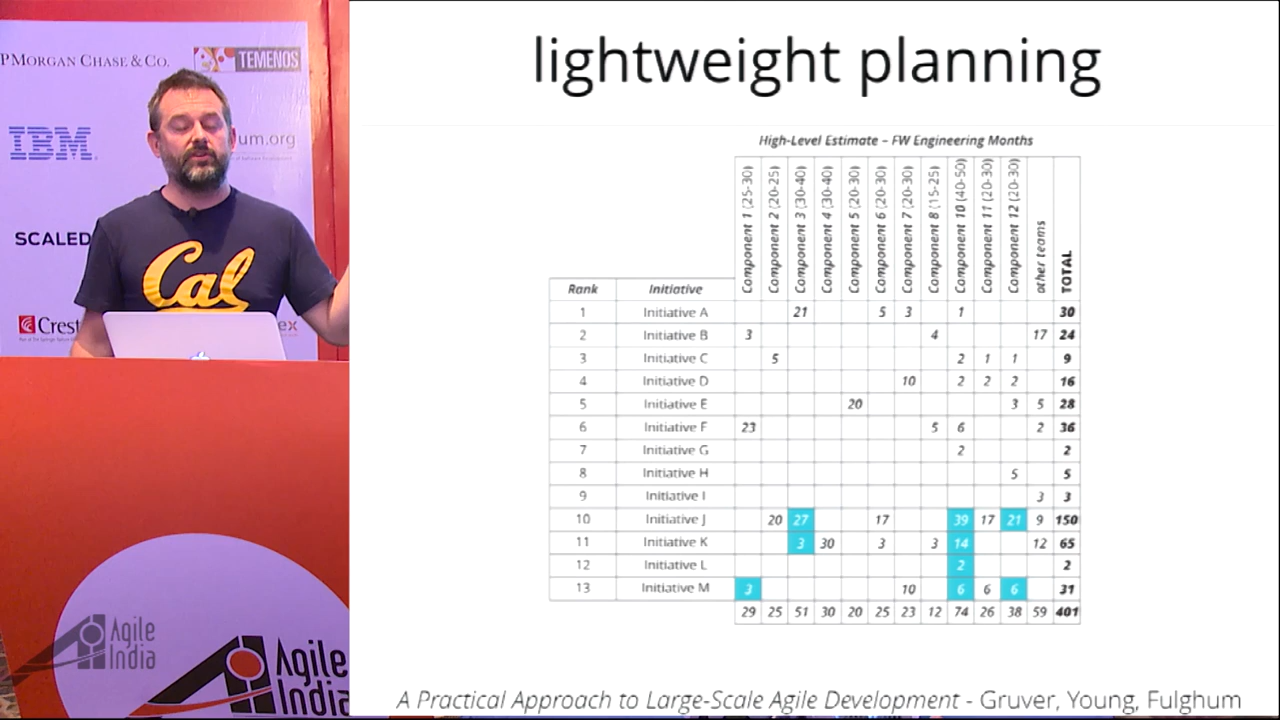 PMORGAN CHASE & CO.
TEMENOS
IBM
um.org
SCALED
Cal
Crest
ex
Agile
India
Agile
India
lightweight planning
High-Level Estimate – FW Engineering Months
Rank Initiative Component 1 (25-30) Component 2 (20-25) Component 3 (30-40) Component 4 (30-40) Component 5 (20-30) Component 6 (20-30) Component 7 (20-30) Component 8 (15-25) Component 10 (40-50) Component 11 (20-30) Component 12 (20-30) other teams TOTAL
1 Initiative A 21 5 3 1 30
2 Initiative B 3 4 17 24
3 Initiative C 5 2 1 1 9
4 Initiative D 10 2 2 2 16
5 Initiative E 20 3 5 28
6 Initiative F 23 5 6 2 36
7 Initiative G 2 2
8 Initiative H 5 5
9 Initiative I 3 3
10 Initiative J 20 27 17 39 17 21 9 150
11 Initiative K 3 30 3 3 14 12 65
12 Initiative L 2 2
13 Initiative M 3 10 6 6 6 31
29 25 51 30 20 25 23 12 74 26 38 59 401
A Practical Approach to Large-Scale Agile Development - Gruver, Young, Fulghum